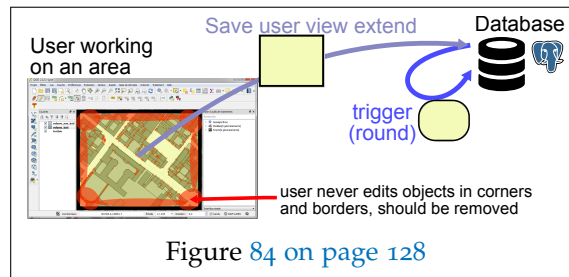 Save user view extend
Database
User working
on an area
trigger
(round)
user never edits objects in corners
and borders, should be removed
Figure 84 on page 128